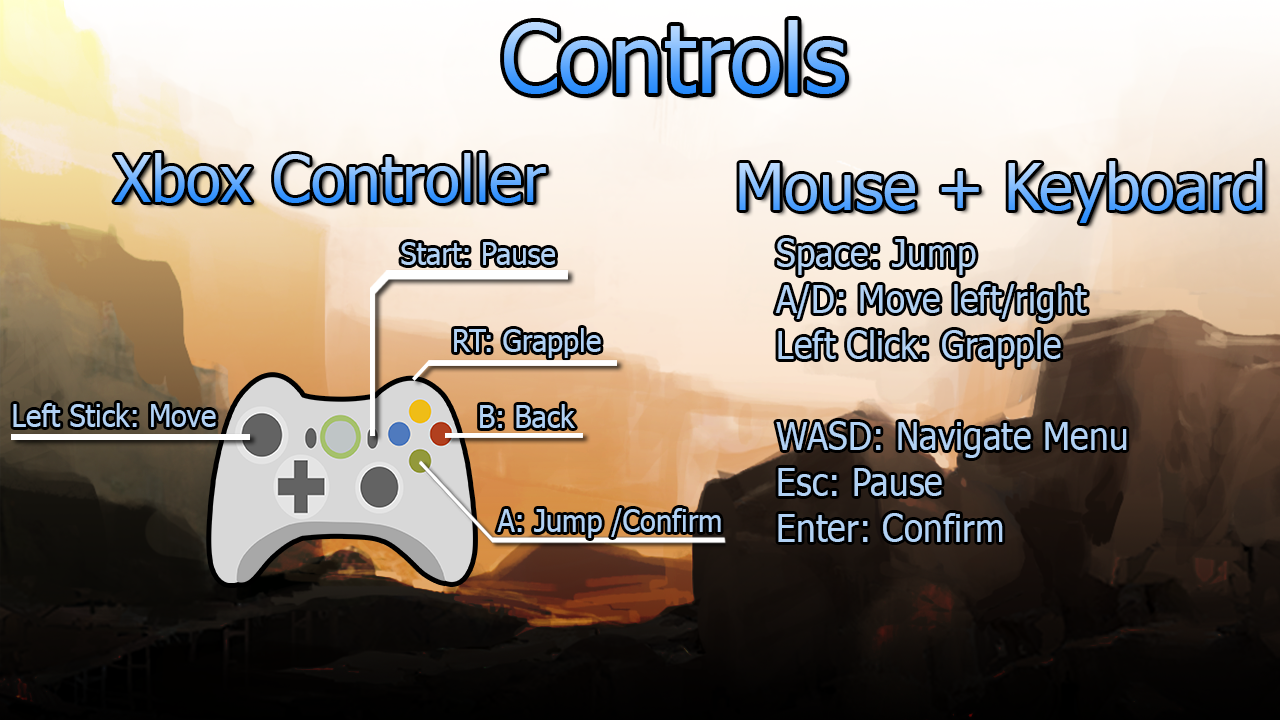 Controls
Xbox Controller
Start: Pause
RT: Grapple
Left Stick: Move
B: Back
A: Jump /Confirm
Mouse + Keyboard
Space: Jump
A/D: Move left/right
Left Click: Grapple
WASD: Navigate Menu
Esc: Pause
Enter: Confirm